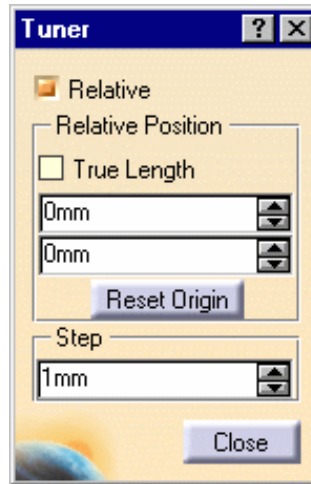 Tuner ? ×
Relative
Relative Position
True Length
0mm
0mm
Reset Origin
Step
1mm
Close